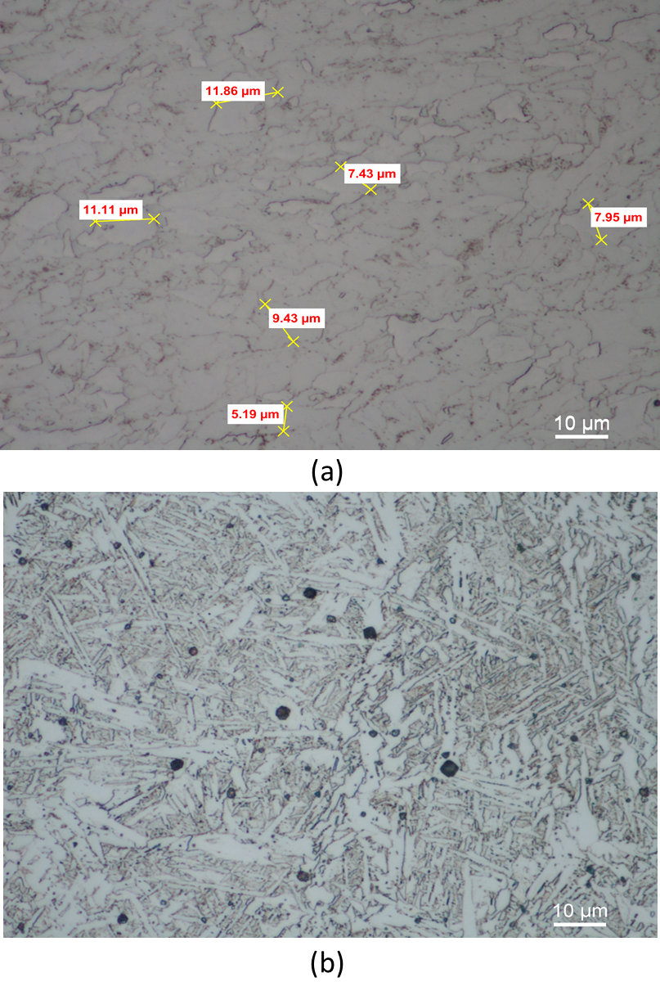 11.86 µm
7.43 µm
11.11 µm
7.95 µm
9.43 µm
5.19 µm
10 µm
(a)
10 µm
(b)